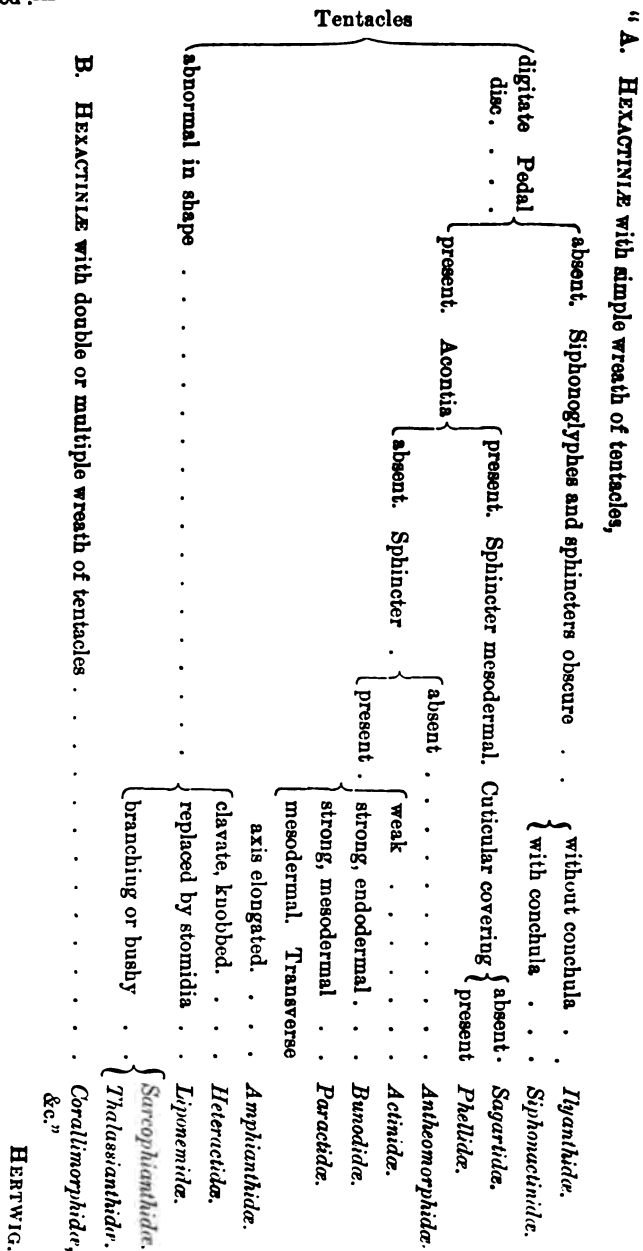 "A. HEXACTINIÆ with simple wreath of tentacles,
Tentacles
digitate Pedal
disc. . . .
absent. Siphonoglyphes and sphincters obscure . .
without conchula . . Ilyanthidæ.
with conchula . . . Siphonactinidæ.
present. Acontia
present. Sphincter mesodermal. Cuticular covering
absent . Sagartidæ.
present Phellidæ.
absent. Sphincter .
absent . . . . . . . . . . Antheomorphidæ.
present .
weak . . . . . . . Actinidæ.
strong, endodermal . . . Bunodidæ.
strong, mesodermal . . Paractidæ.
mesodermal. Transverse
axis elongated. . . . Amphianthidæ.
abnormal in shape . . . . . . . . . . . . . . . . . .
clavate, knobbed. . . . Heteractidæ.
replaced by stomidia . . Liponemidæ.
branching or bushy . .
Sarcophianthidæ.
Thalassianthidæ.
B. HEXACTINIÆ with double or multiple wreath of tentacles . . . . . . . . . . . . . . Corallimorphidæ,
&c."
HERTWIG.